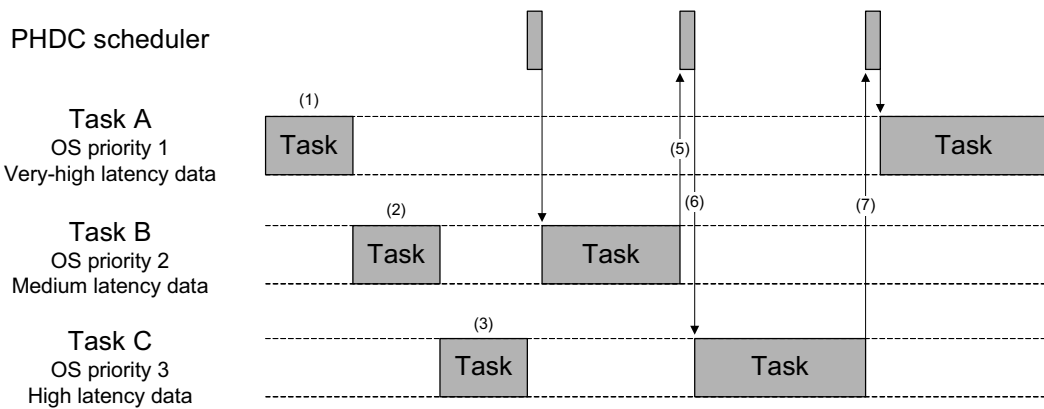 PHDC scheduler
(1)
Task A
OS priority 1
Very-high latency data
Task
Task
(5)
(2)
(6)
(7)
Task B
OS priority 2
Medium latency data
Task
Task
(3)
Task C
OS priority 3
High latency data
Task
Task